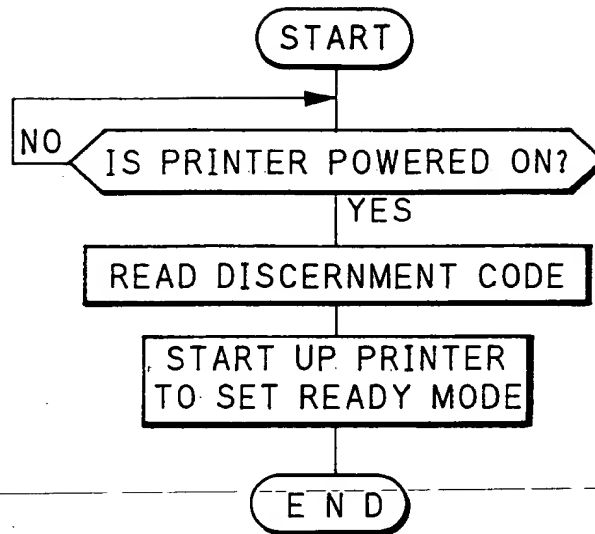 START
NO
IS PRINTER POWERED ON?
YES
READ DISCERNMENT CODE
START UP PRINTER
TO SET READY MODE
END